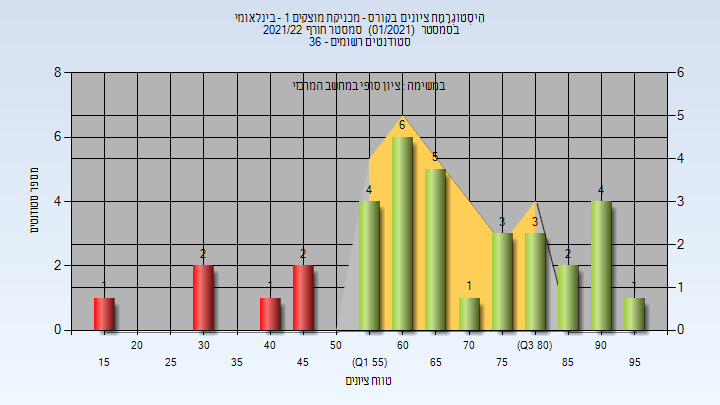 היסטוגרמת ציונים בקורס - מכניקת מוצקים 1 - בינלאומי
בסמסטר (01/2021) סמסטר חורף 2021/22
סטודנטים רשומים - 36
במשימה : ציון סופי במחשב המרכזי
8 6
5
6
4
4 3
2
2
1
0 0
מספר סטודנטים
1 2 1 2 4 6 5 1 3 3 2 4 1
20 30 40 50 60 70 (Q3 80) 90
15 25 35 45 (Q1 55) 65 75 85 95
טווח ציונים